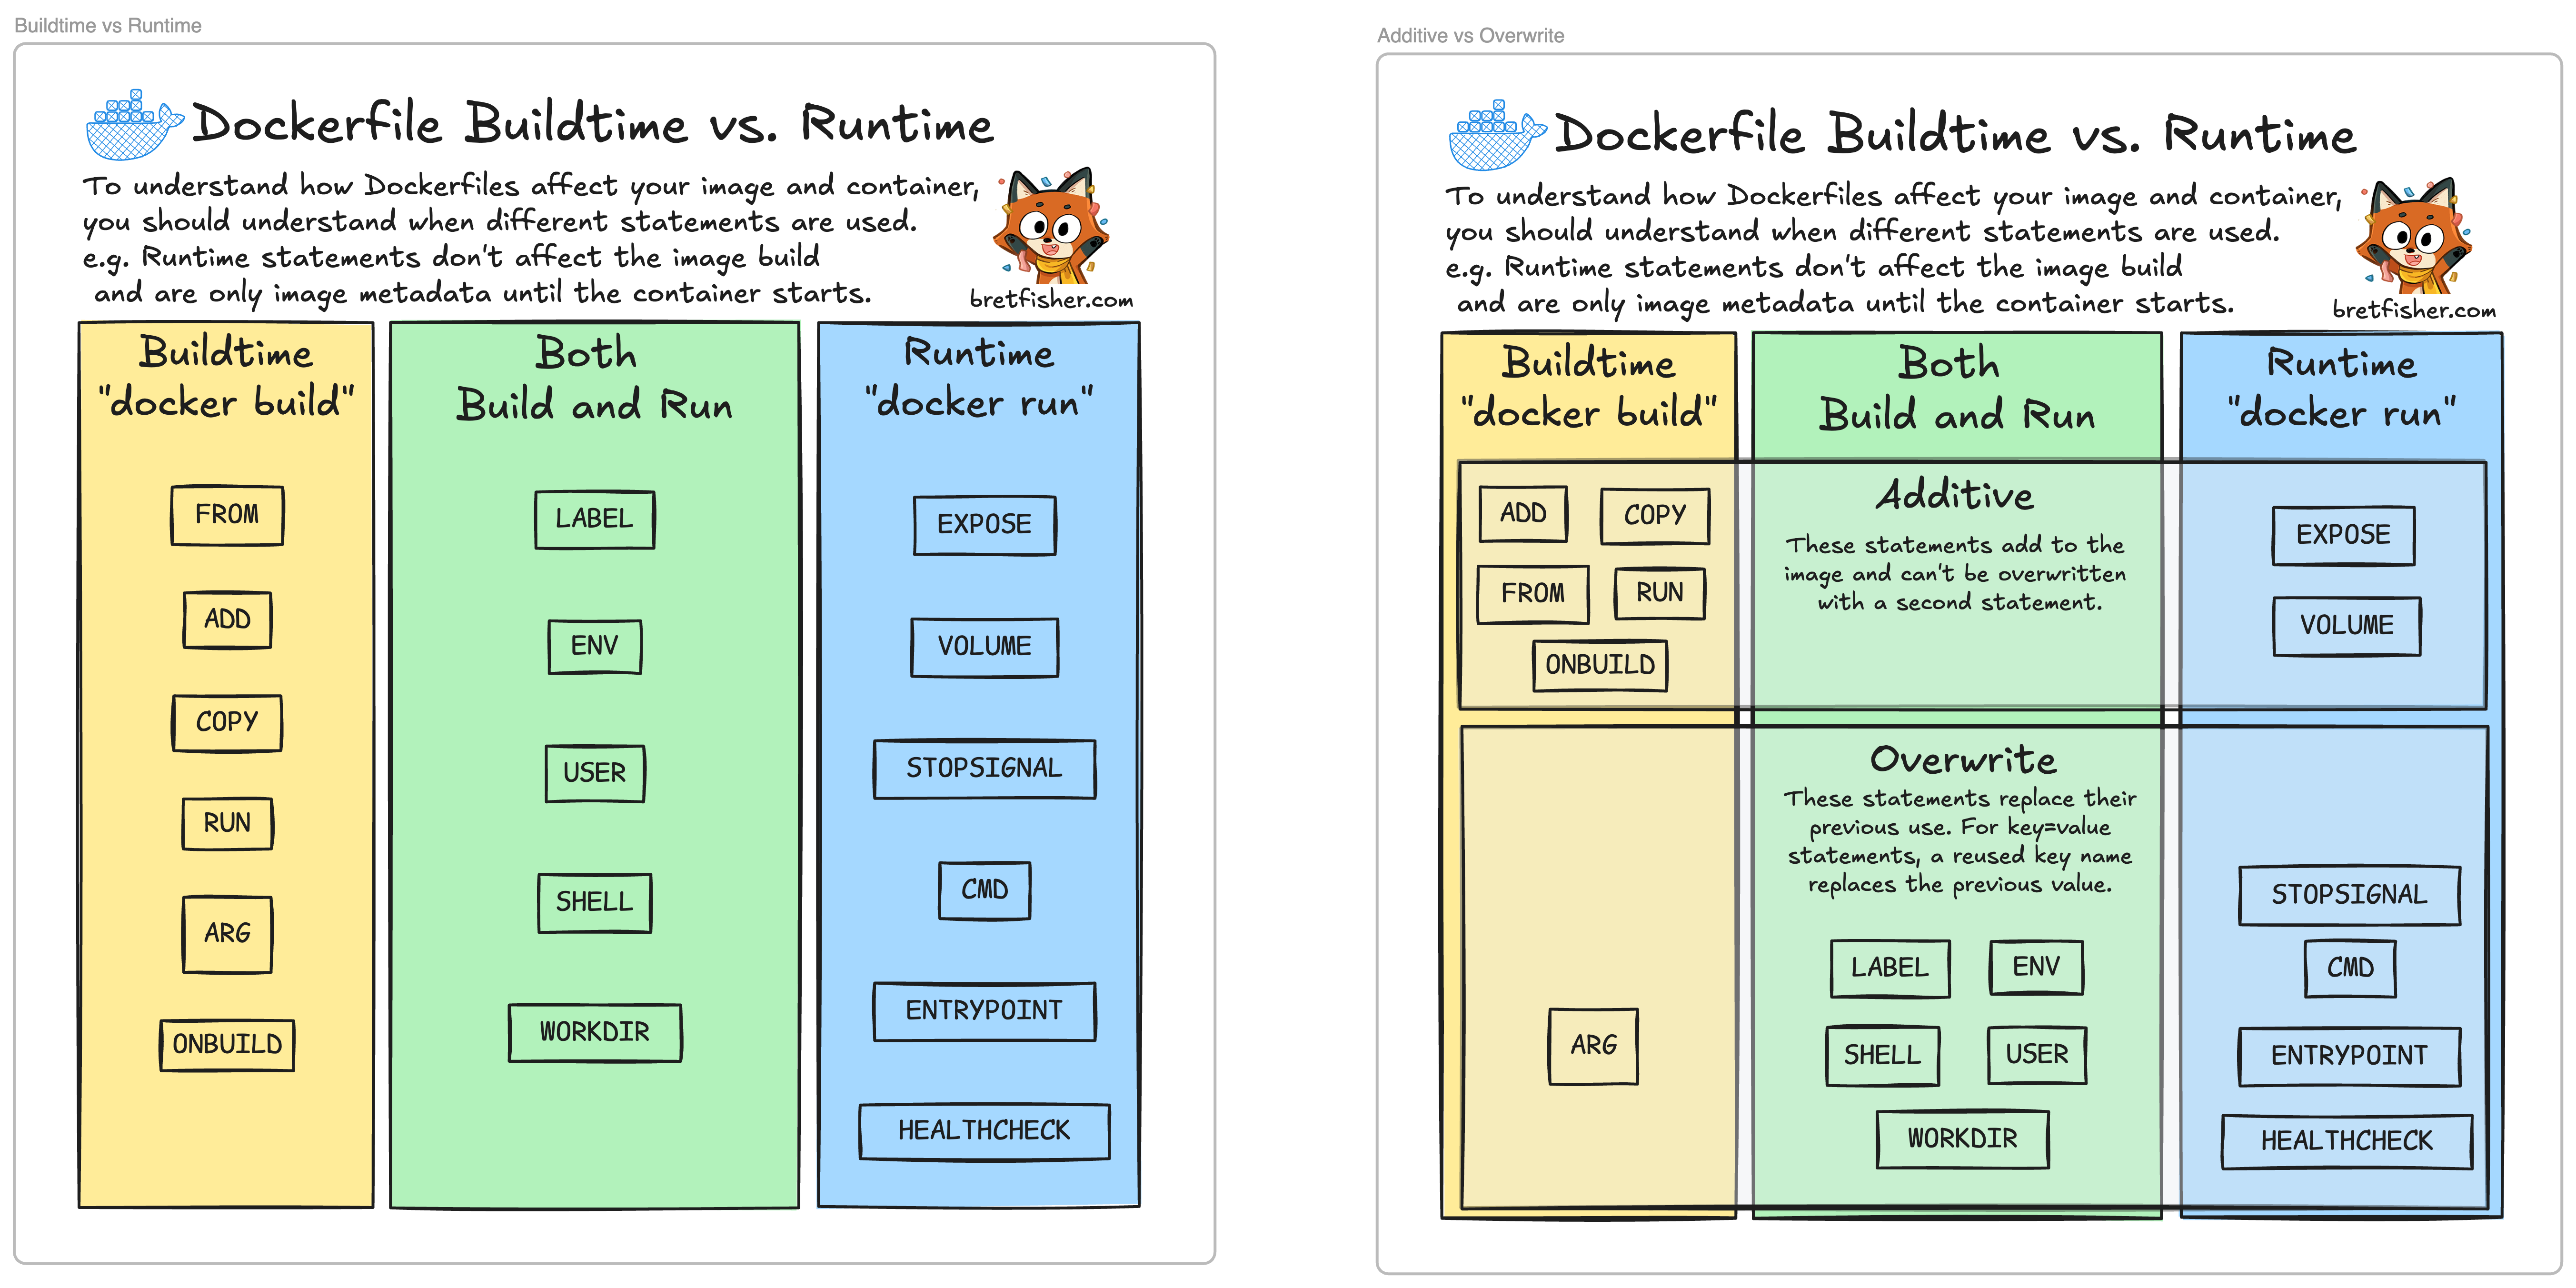 Buildtime vs Runtime
Dockerfile Buildtime vs. Runtime
To understand how Dockerfiles affect your image and container,
you should understand when different statements are used.
e.g. Runtime statements don't affect the image build
and are only image metadata until the container starts.
bretfisher.com
Buildtime
"docker build"
FROM
ADD
COPY
RUN
ARG
ONBUILD
Both
Build and Run
LABEL
ENV
USER
SHELL
WORKDIR
Runtime
"docker run"
EXPOSE
VOLUME
STOPSIGNAL
CMD
ENTRYPOINT
HEALTHCHECK
Additive vs Overwrite
Dockerfile Buildtime vs. Runtime
To understand how Dockerfiles affect your image and container,
you should understand when different statements are used.
e.g. Runtime statements don't affect the image build
and are only image metadata until the container starts.
bretfisher.com
Buildtime
"docker build"
Both
Build and Run
Runtime
"docker run"
ADD
COPY
FROM
RUN
ONBUILD
Additive
These statements add to the
image and can't be overwritten
with a second statement.
EXPOSE
VOLUME
ARG
Overwrite
These statements replace their
previous use. For key=value
statements, a reused key name
replaces the previous value.
LABEL
ENV
SHELL
USER
WORKDIR
STOPSIGNAL
CMD
ENTRYPOINT
HEALTHCHECK